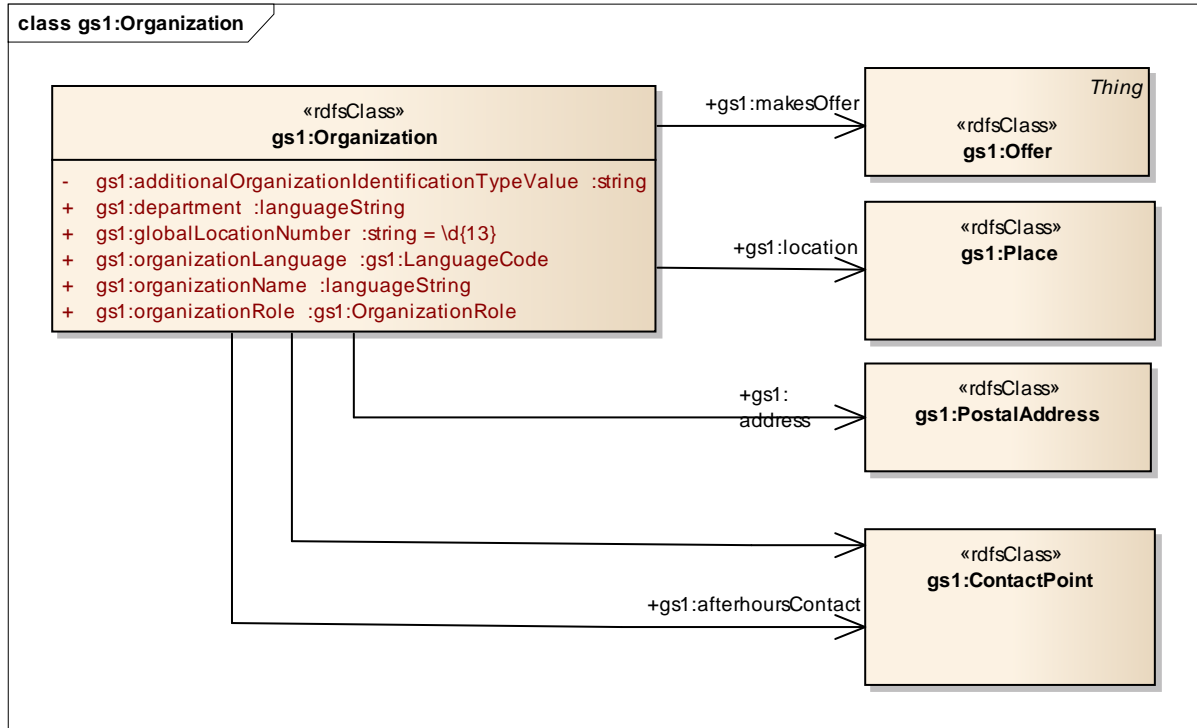 class gs1:Organization
«rdfsClass»
gs1:Organization
- gs1:additionalOrganizationIdentificationTypeValue :string
+ gs1:department :languageString
+ gs1:globalLocationNumber :string = \d{13}
+ gs1:organizationLanguage :gs1:LanguageCode
+ gs1:organizationName :languageString
+ gs1:organizationRole :gs1:OrganizationRole
+gs1:makesOffer
Thing
«rdfsClass»
gs1:Offer
+gs1:location
«rdfsClass»
gs1:Place
+gs1:
address
«rdfsClass»
gs1:PostalAddress
+gs1:afterhoursContact
«rdfsClass»
gs1:ContactPoint